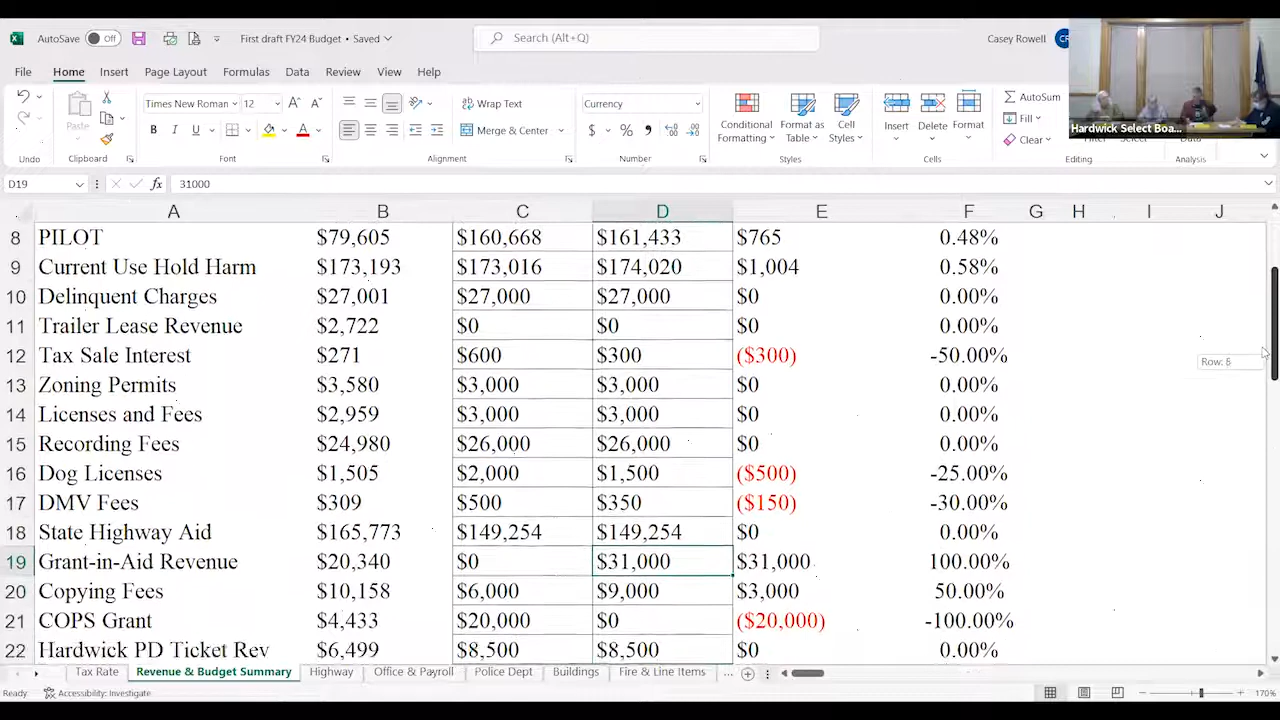 AutoSave Off First draft FY24 Budget • Saved Search (Alt+Q) Casey Rowell CR
File Home Insert Page Layout Formulas Data Review View Help
Times New Roman 12 Wrap Text Currency Conditional Formatting Format as Table Cell Styles Insert Delete Format AutoSum
Paste B I U Merge & Center $ % Fill
Clear
Undo Clipboard Font Alignment Number Styles Cells Editing Analysis
Hardwick Select Boa...
D19 fx 31000
A B C D E F G H I J
8 PILOT $79,605 $160,668 $161,433 $765 0.48%
9 Current Use Hold Harm $173,193 $173,016 $174,020 $1,004 0.58%
10 Delinquent Charges $27,001 $27,000 $27,000 $0 0.00%
11 Trailer Lease Revenue $2,722 $0 $0 $0 0.00%
12 Tax Sale Interest $271 $600 $300 ($300) -50.00%
13 Zoning Permits $3,580 $3,000 $3,000 $0 0.00%
14 Licenses and Fees $2,959 $3,000 $3,000 $0 0.00%
15 Recording Fees $24,980 $26,000 $26,000 $0 0.00%
16 Dog Licenses $1,505 $2,000 $1,500 ($500) -25.00%
17 DMV Fees $309 $500 $350 ($150) -30.00%
18 State Highway Aid $165,773 $149,254 $149,254 $0 0.00%
19 Grant-in-Aid Revenue $20,340 $0 $31,000 $31,000 100.00%
20 Copying Fees $10,158 $6,000 $9,000 $3,000 50.00%
21 COPS Grant $4,433 $20,000 $0 ($20,000) -100.00%
22 Hardwick PD Ticket Rev $6,499 $8,500 $8,500 $0 0.00%
Row:
Tax Rate Revenue & Budget Summary Highway Office & Payroll Police Dept Buildings Fire & Line Items ...
Ready Accessibility: Investigate 170%